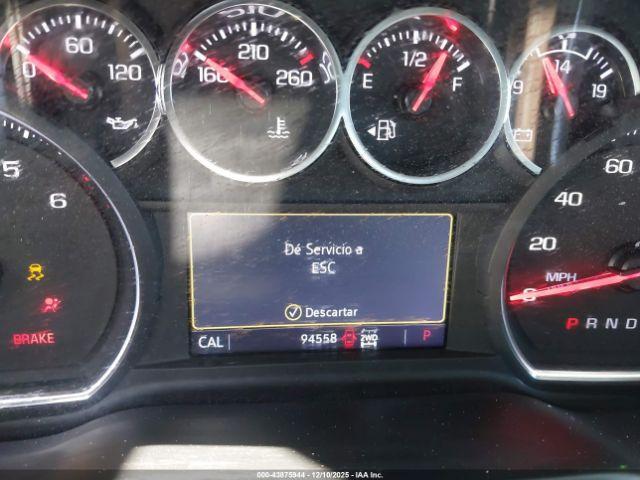 0 60 120
160 210 260
E 1/2 F
9 14 19
5
6
BRAKE
Dé Servicio a
ESC
Descartar
CAL 94558 2WD P
0 20 40 60
MPH
P R N D
000-43875944 - 12/10/2025 - IAA Inc.